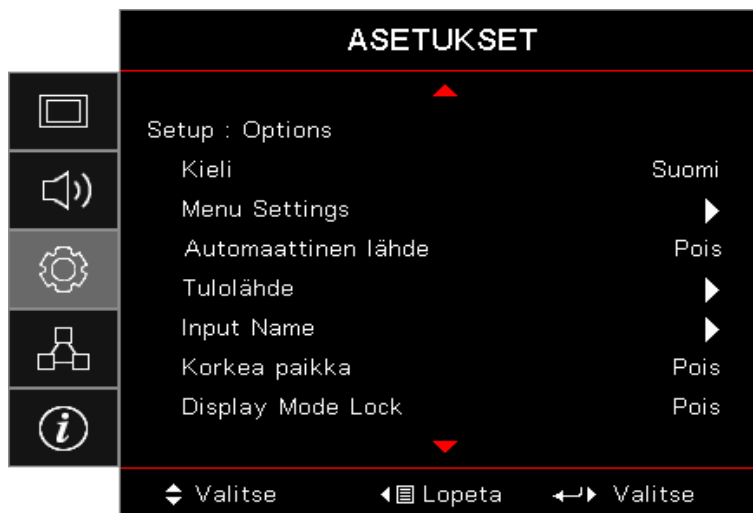 ASETUKSET
Setup : Options
Kieli Suomi
Menu Settings
Automaattinen lähde Pois
Tulolähde
Input Name
Korkea paikka Pois
Display Mode Lock Pois
Valitse Lopeta Valitse